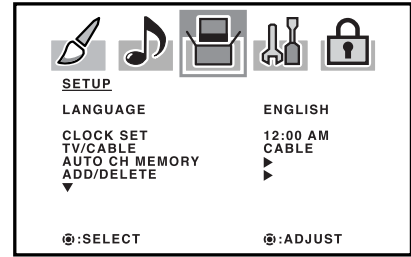 SETUP
LANGUAGE ENGLISH
CLOCK SET 12:00 AM
TV/CABLE CABLE
AUTO CH MEMORY ▶
ADD/DELETE ▶
▼
:SELECT :ADJUST